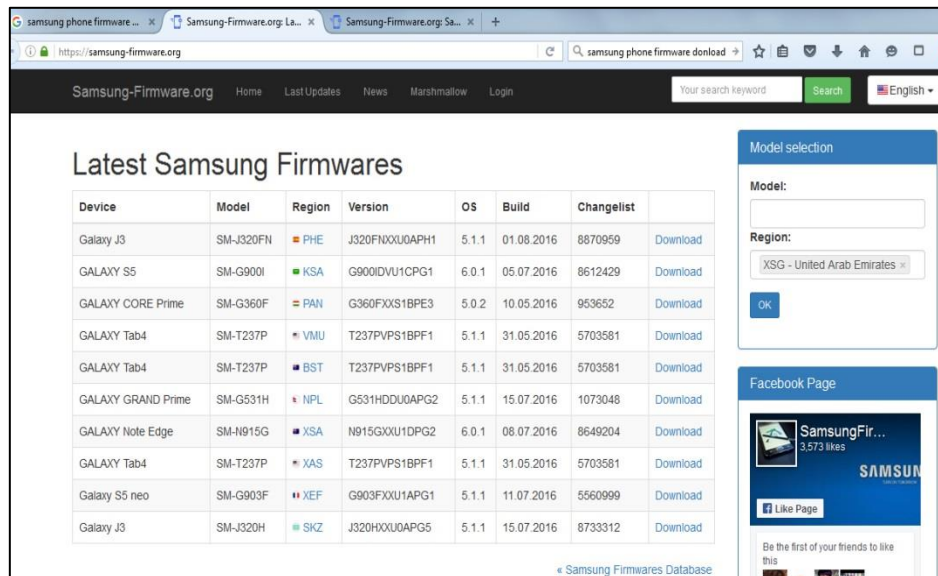 samsung phone firmware ... × Samsung-Firmware.org: La... × Samsung-Firmware.org: Sa... × +
https://samsung-firmware.org samsung phone firmware donload
Samsung-Firmware.org Home Last Updates News Marshmallow Login Your search keyword Search English
Latest Samsung Firmwares
Device Model Region Version OS Build Changelist
Galaxy J3 SM-J320FN PHE J320FNXXU0APH1 5.1.1 01.08.2016 8870959 Download
GALAXY S5 SM-G900I KSA G900IDVU1CPG1 6.0.1 05.07.2016 8612429 Download
GALAXY CORE Prime SM-G360F PAN G360FXXS1BPE3 5.0.2 10.05.2016 953652 Download
GALAXY Tab4 SM-T237P VMU T237PVPS1BPF1 5.1.1 31.05.2016 5703581 Download
GALAXY Tab4 SM-T237P BST T237PVPS1BPF1 5.1.1 31.05.2016 5703581 Download
GALAXY GRAND Prime SM-G531H NPL G531HDDU0APG2 5.1.1 15.07.2016 1073048 Download
GALAXY Note Edge SM-N915G XSA N915GXXU1DPG2 6.0.1 08.07.2016 8649204 Download
GALAXY Tab4 SM-T237P XAS T237PVPS1BPF1 5.1.1 31.05.2016 5703581 Download
Galaxy S5 neo SM-G903F XEF G903FXXU1APG1 5.1.1 11.07.2016 5560999 Download
Galaxy J3 SM-J320H SKZ J320HXXU0APG5 5.1.1 15.07.2016 8733312 Download
« Samsung Firmwares Database
Model selection
Model:
Region:
XSG - United Arab Emirates ×
OK
Facebook Page
SamsungFir...
3,573 likes
SAMSUN
Like Page
Be the first of your friends to like
this